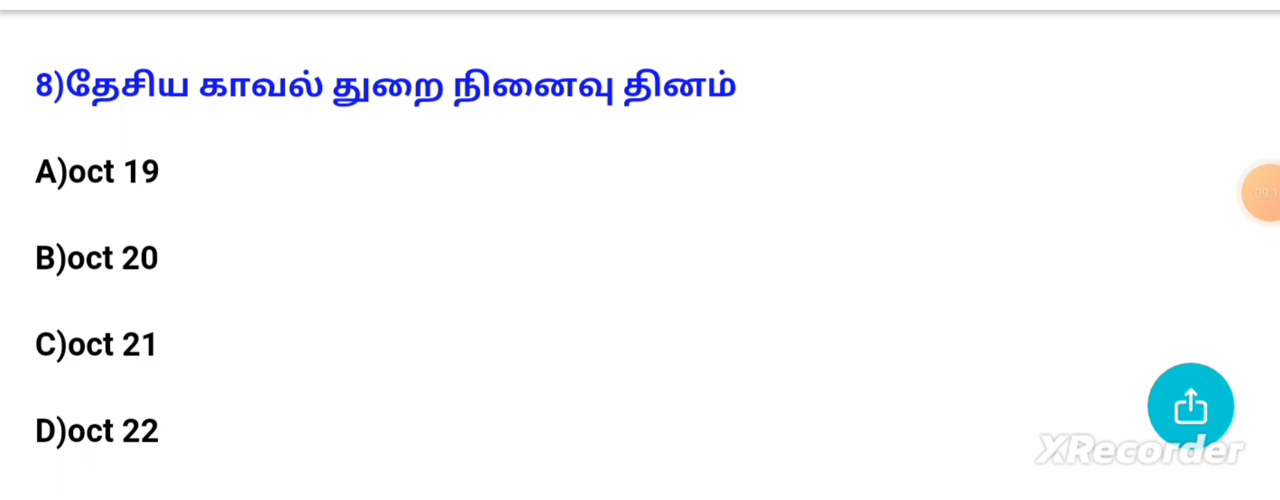 8)தேசிய காவல் துறை நினைவு தினம்
A)oct 19
B)oct 20
C)oct 21
D)oct 22
XRecorder